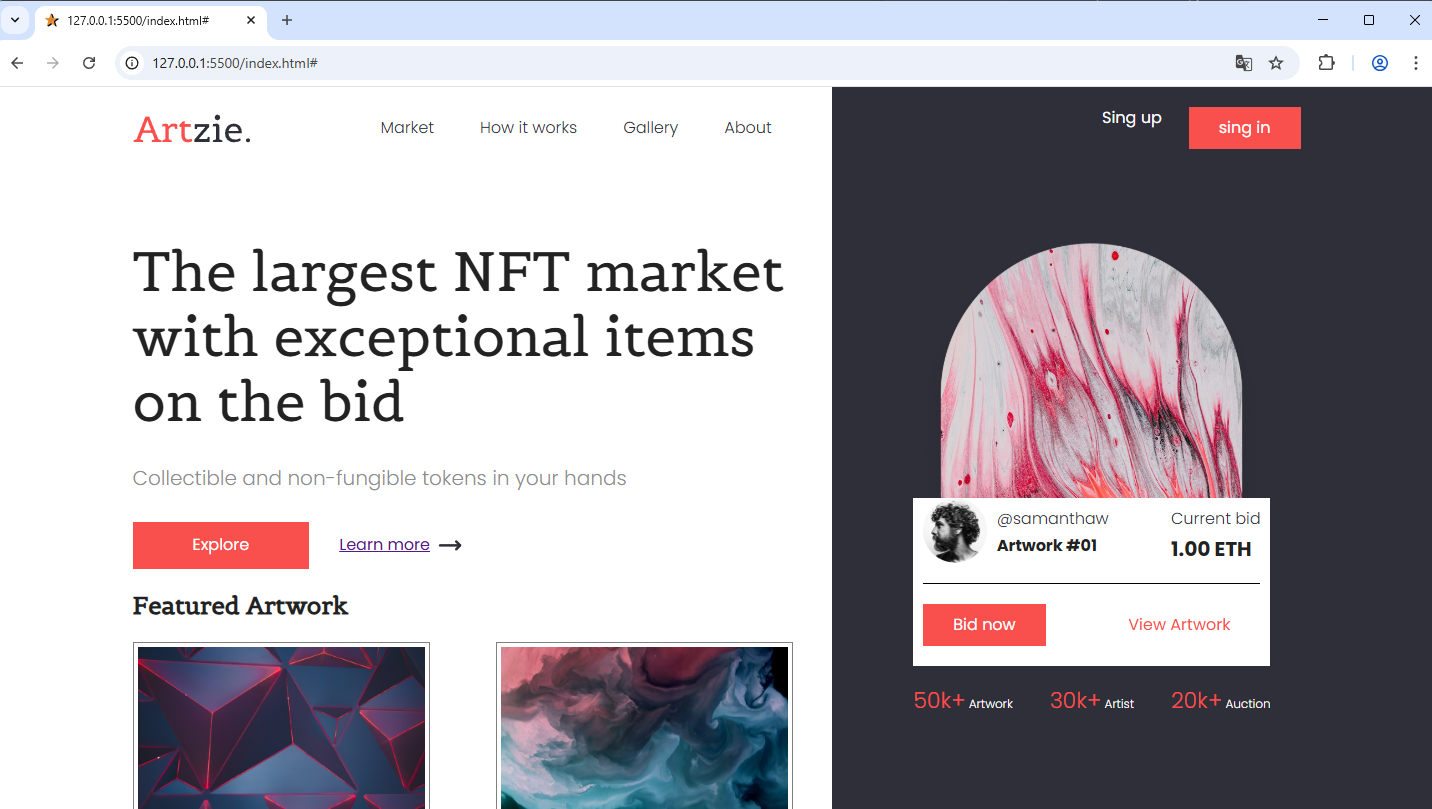 127.0.0.1:5500/index.html#
127.0.0.1:5500/index.html#
Artzie.
Market
How it works
Gallery
About
Sing up
sing in
The largest NFT market
with exceptional items
on the bid
Collectible and non-fungible tokens in your hands
Explore
Learn more
Featured Artwork
@samanthaw
Artwork #01
Current bid
1.00 ETH
Bid now
View Artwork
50k+ Artwork
30k+ Artist
20k+ Auction